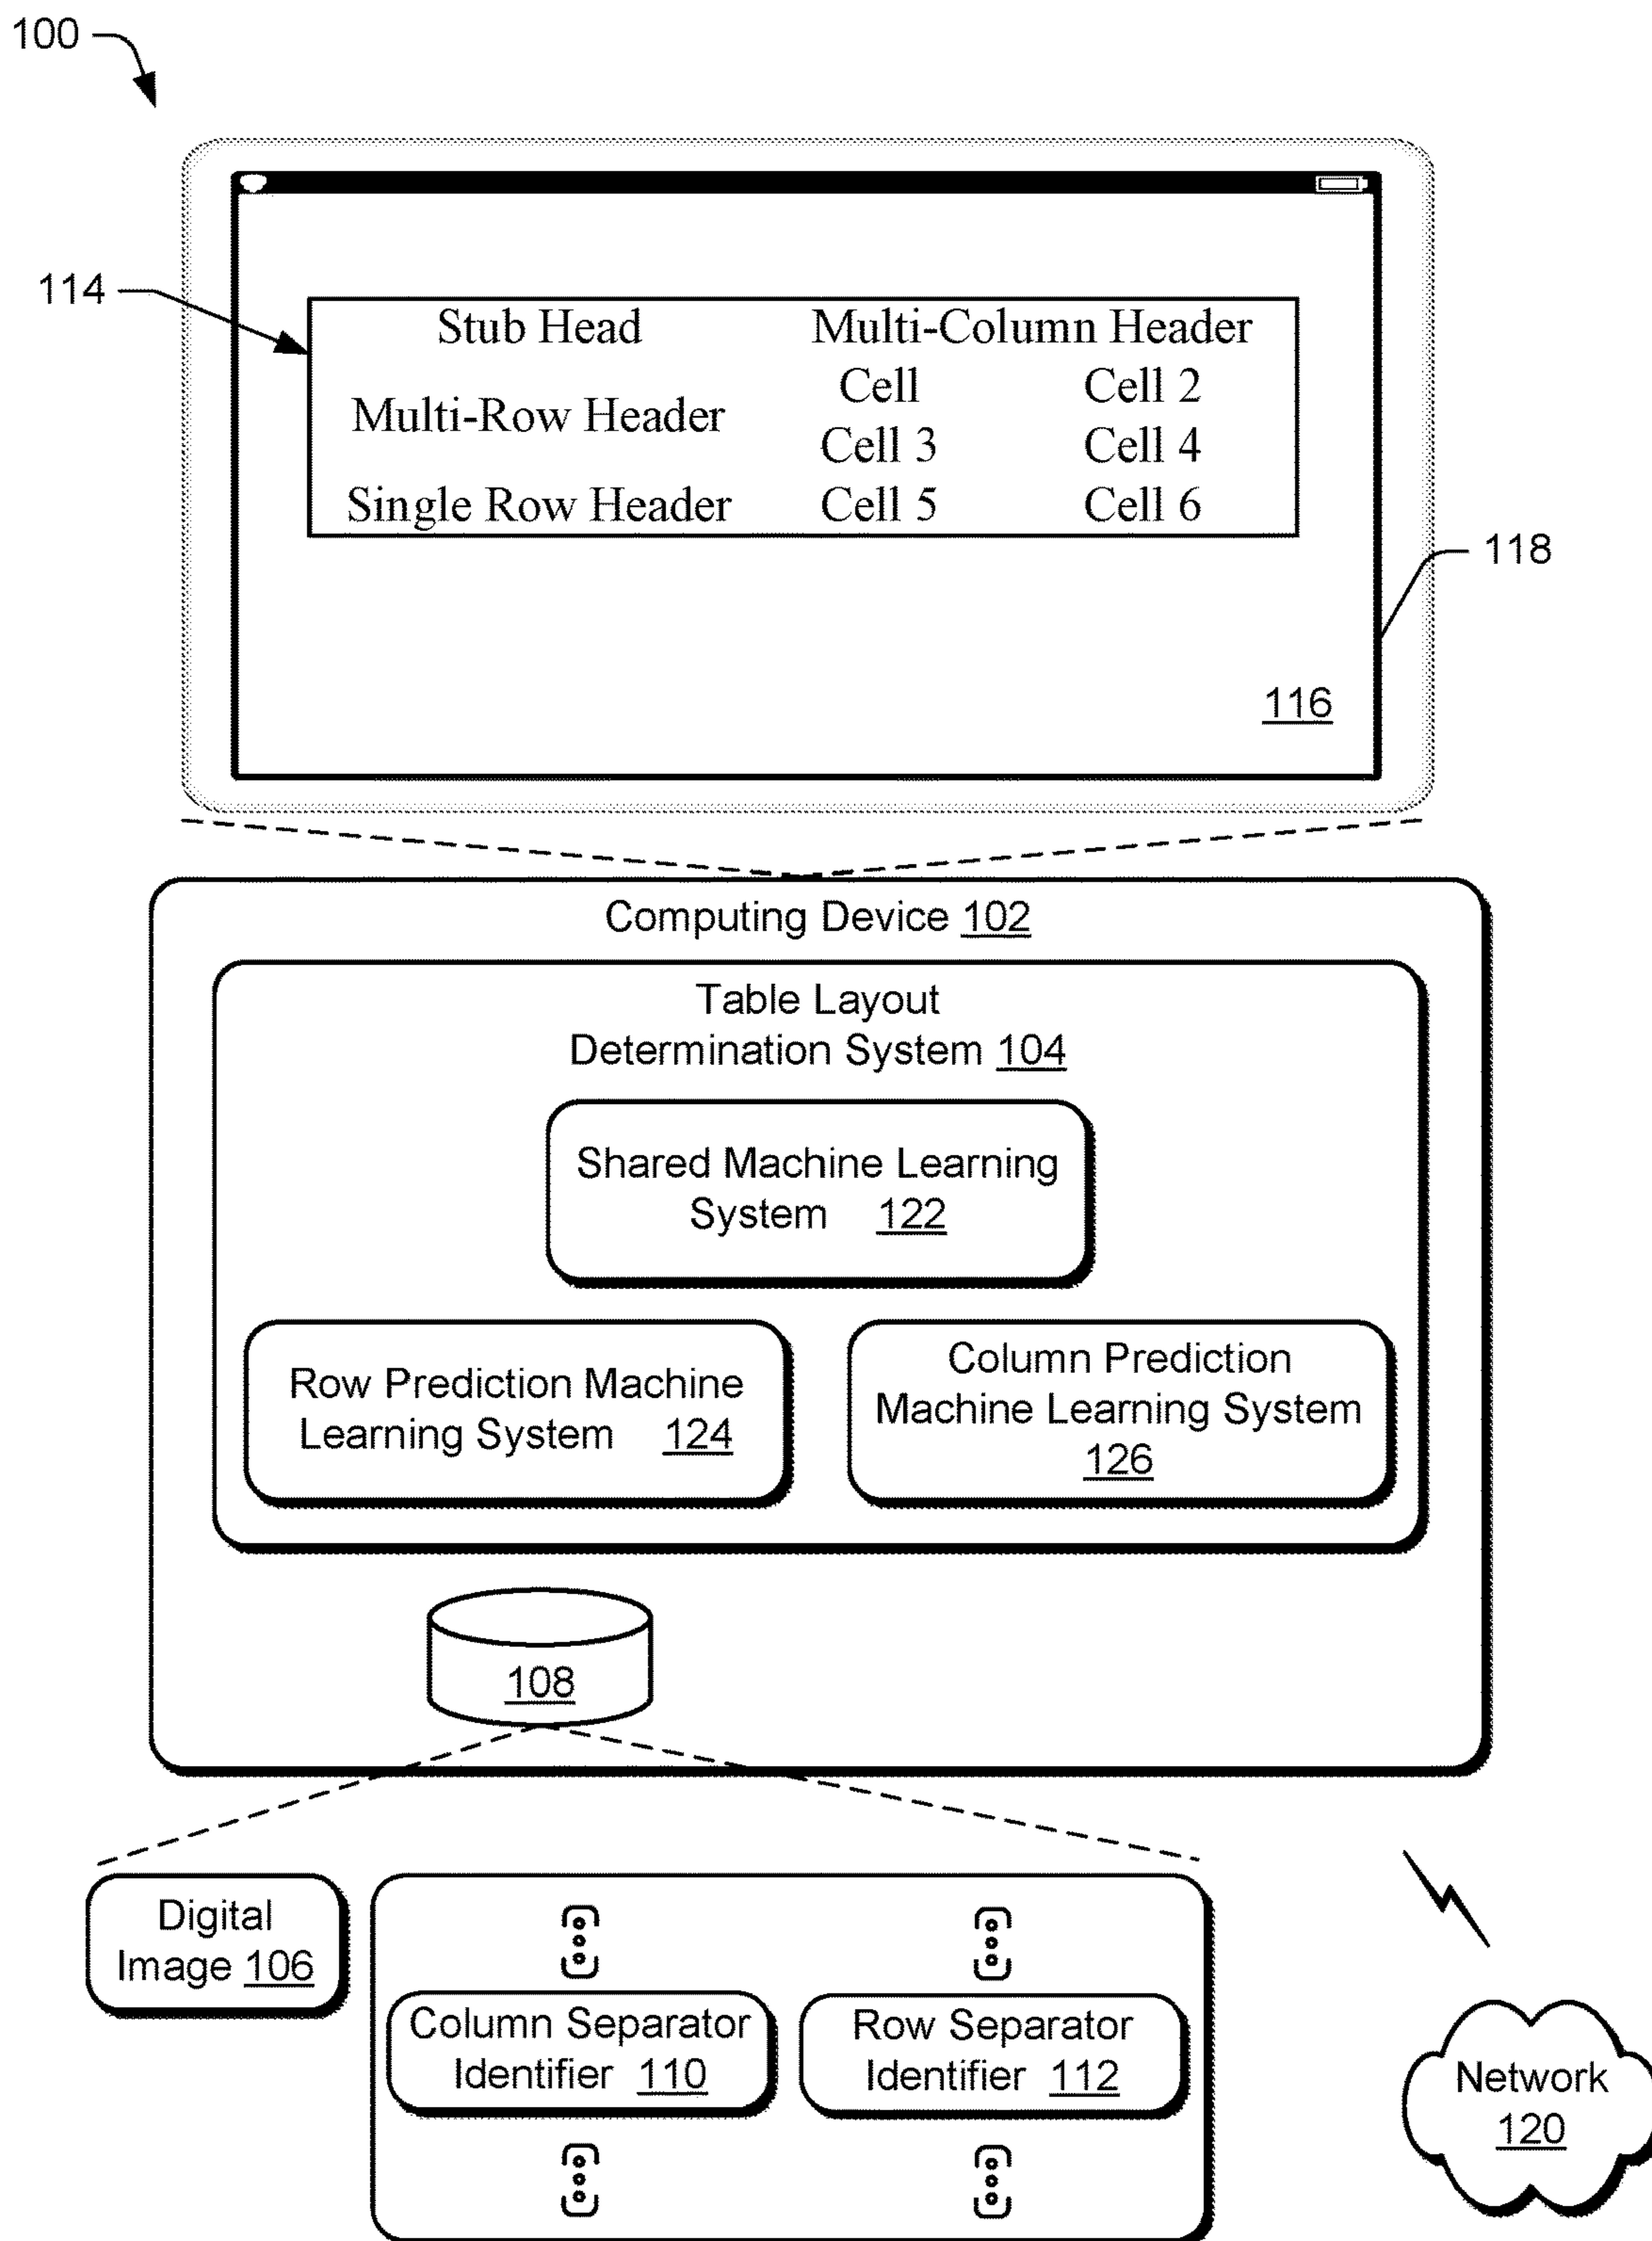 100
114
Stub Head Multi-Column Header
Cell Cell 2
Multi-Row Header
Cell 3 Cell 4
Single Row Header Cell 5 Cell 6
118
116
Computing Device 102
Table Layout
Determination System 104
Shared Machine Learning
System 122
Row Prediction Machine
Learning System 124
Column Prediction
Machine Learning System
126
108
Digital
Image 106
Column Separator
Identifier 110
Row Separator
Identifier 112
Network
120